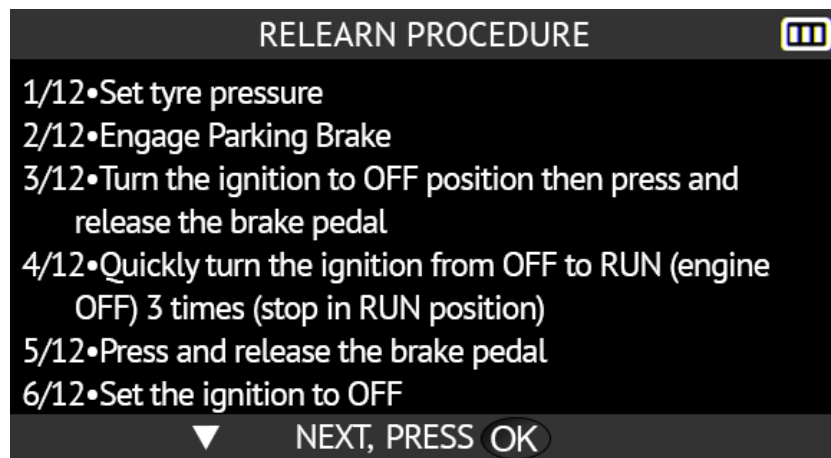 RELEARN PROCEDURE
1/12•Set tyre pressure
2/12•Engage Parking Brake
3/12•Turn the ignition to OFF position then press and
release the brake pedal
4/12•Quickly turn the ignition from OFF to RUN (engine
OFF) 3 times (stop in RUN position)
5/12•Press and release the brake pedal
6/12•Set the ignition to OFF
▼ NEXT, PRESS OK